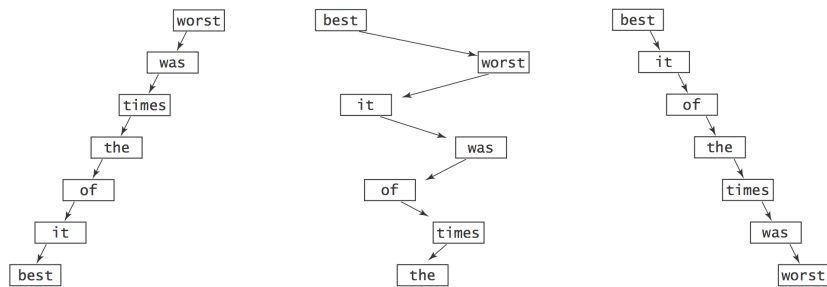 worst
was
times
the
of
it
best
best
worst
it
was
of
times
the
best
it
of
the
times
was
worst